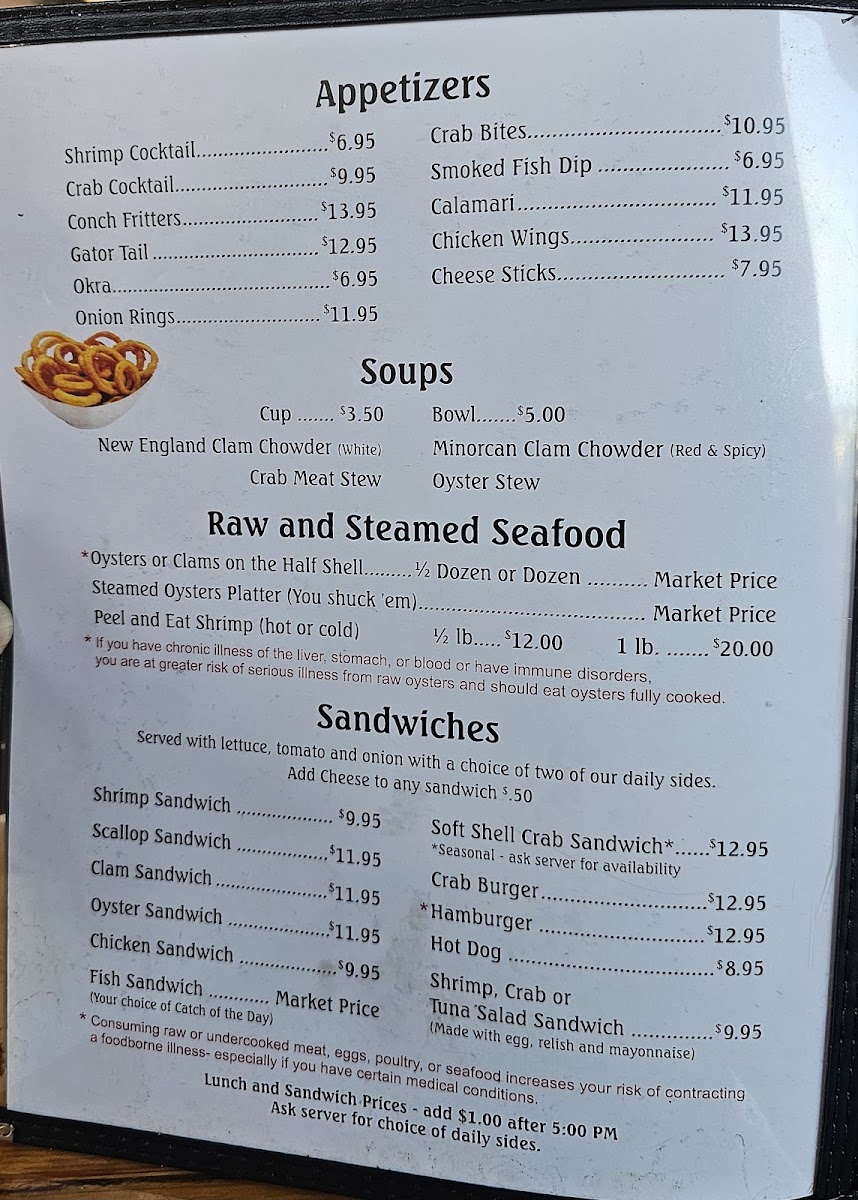 Appetizers
Shrimp Cocktail............................$6.95
Crab Cocktail................................$9.95
Conch Fritters............................$13.95
Gator Tail ...................................$12.95
Okra..............................................$6.95
Onion Rings..............................$11.95
Crab Bites.................................$10.95
Smoked Fish Dip ......................$6.95
Calamari.....................................$11.95
Chicken Wings..........................$13.95
Cheese Sticks..............................$7.95
Soups
Cup .......$3.50 Bowl.......$5.00
New England Clam Chowder (White) Minorcan Clam Chowder (Red & Spicy)
Crab Meat Stew Oyster Stew
Raw and Steamed Seafood
*Oysters or Clams on the Half Shell.........½ Dozen or Dozen .......... Market Price
Steamed Oysters Platter (You shuck 'em)...................................... Market Price
Peel and Eat Shrimp (hot or cold) ½ lb.....$12.00 1 lb. .......$20.00
* If you have chronic illness of the liver, stomach, or blood or have immune disorders,
you are at greater risk of serious illness from raw oysters and should eat oysters fully cooked.
Sandwiches
Served with lettuce, tomato and onion with a choice of two of our daily sides.
Add Cheese to any sandwich $.50
Shrimp Sandwich ...................$9.95
Scallop Sandwich ..................$11.95
Clam Sandwich ......................$11.95
Oyster Sandwich ....................$11.95
Chicken Sandwich ...................$9.95
Fish Sandwich ............ Market Price
(Your choice of Catch of the Day)
Soft Shell Crab Sandwich*......$12.95
*Seasonal - ask server for availability
Crab Burger................................$12.95
*Hamburger ................................$12.95
Hot Dog ........................................$8.95
Shrimp, Crab or
Tuna Salad Sandwich ...............$9.95
(Made with egg, relish and mayonnaise)
* Consuming raw or undercooked meat, eggs, poultry, or seafood increases your risk of contracting
a foodborne illness- especially if you have certain medical conditions.
Lunch and Sandwich Prices - add $1.00 after 5:00 PM
Ask server for choice of daily sides.